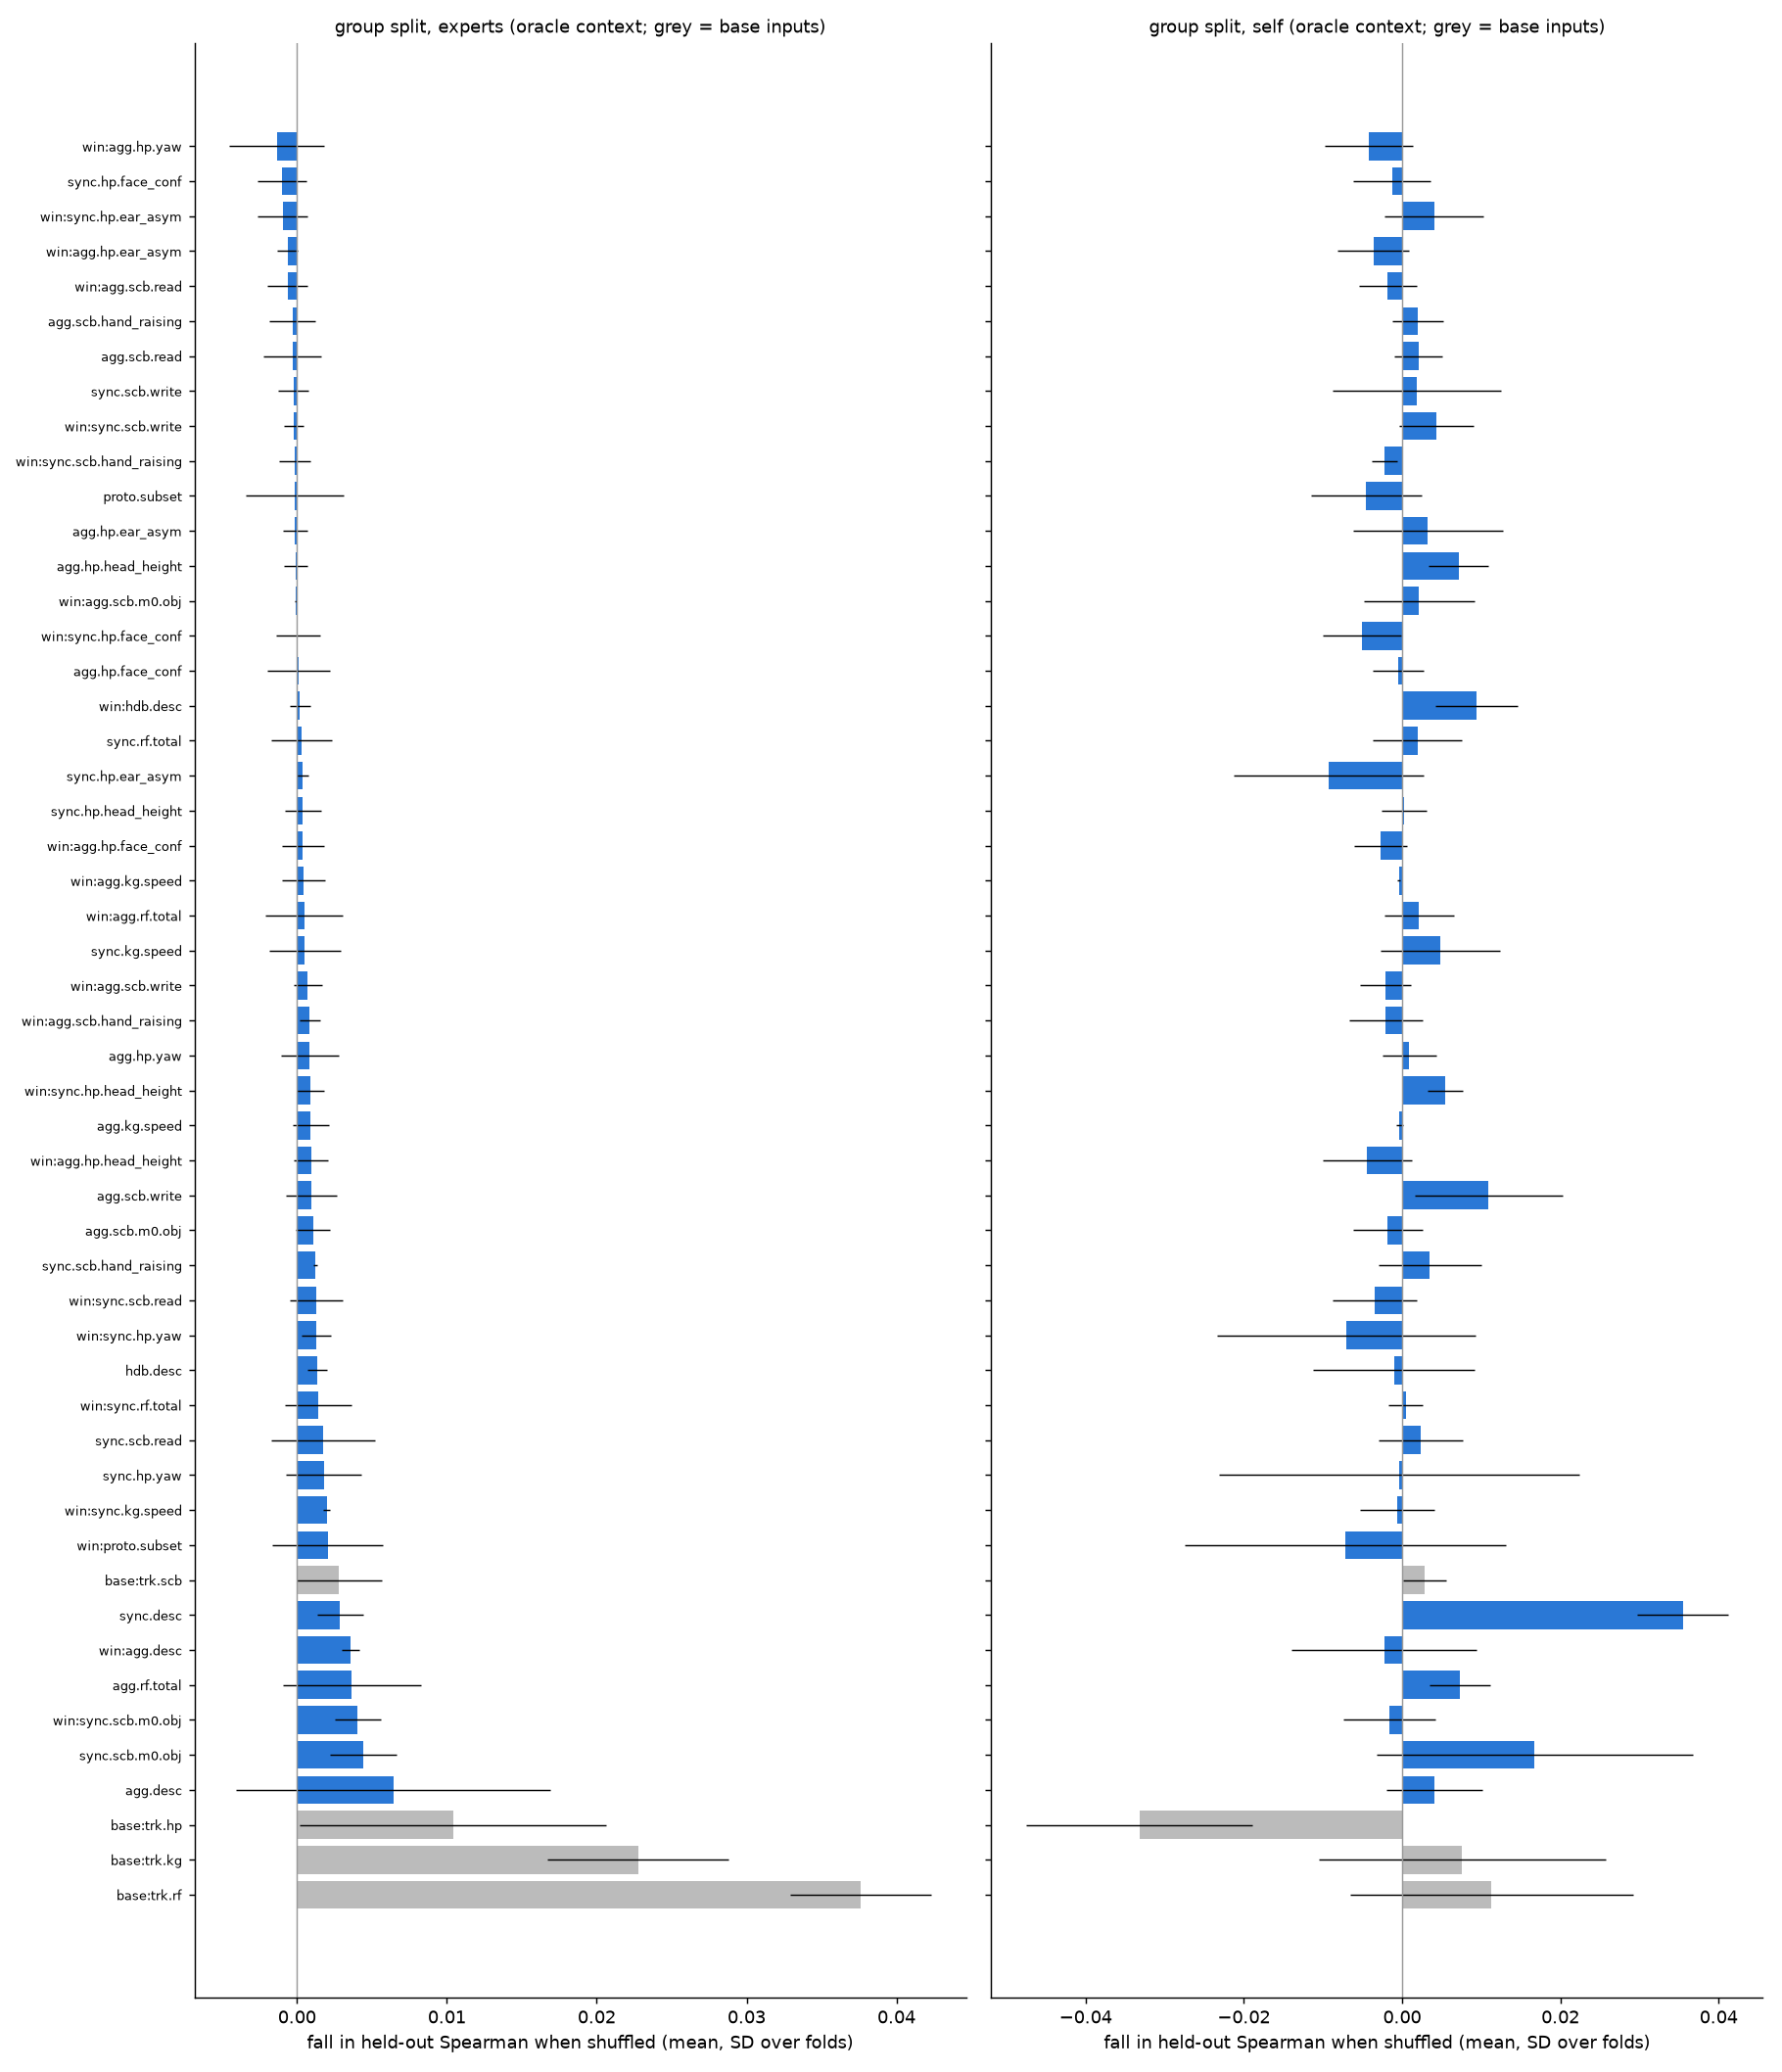 group split, experts (oracle context; grey = base inputs)
group split, self (oracle context; grey = base inputs)
win:agg.hp.yaw
sync.hp.face_conf
win:sync.hp.ear_asym
win:agg.hp.ear_asym
win:agg.scb.read
agg.scb.hand_raising
agg.scb.read
sync.scb.write
win:sync.scb.write
win:sync.scb.hand_raising
proto.subset
agg.hp.ear_asym
agg.hp.head_height
win:agg.scb.m0.obj
win:sync.hp.face_conf
agg.hp.face_conf
win:hdb.desc
sync.rf.total
sync.hp.ear_asym
sync.hp.head_height
win:agg.hp.face_conf
win:agg.kg.speed
win:agg.rf.total
sync.kg.speed
win:agg.scb.write
win:agg.scb.hand_raising
agg.hp.yaw
win:sync.hp.head_height
agg.kg.speed
win:agg.hp.head_height
agg.scb.write
agg.scb.m0.obj
sync.scb.hand_raising
win:sync.scb.read
win:sync.hp.yaw
hdb.desc
win:sync.rf.total
sync.scb.read
sync.hp.yaw
win:sync.kg.speed
win:proto.subset
base:trk.scb
sync.desc
win:agg.desc
agg.rf.total
win:sync.scb.m0.obj
sync.scb.m0.obj
agg.desc
base:trk.hp
base:trk.kg
base:trk.rf
0.00 0.01 0.02 0.03 0.04
−0.04 −0.02 0.00 0.02 0.04
fall in held-out Spearman when shuffled (mean, SD over folds)
fall in held-out Spearman when shuffled (mean, SD over folds)